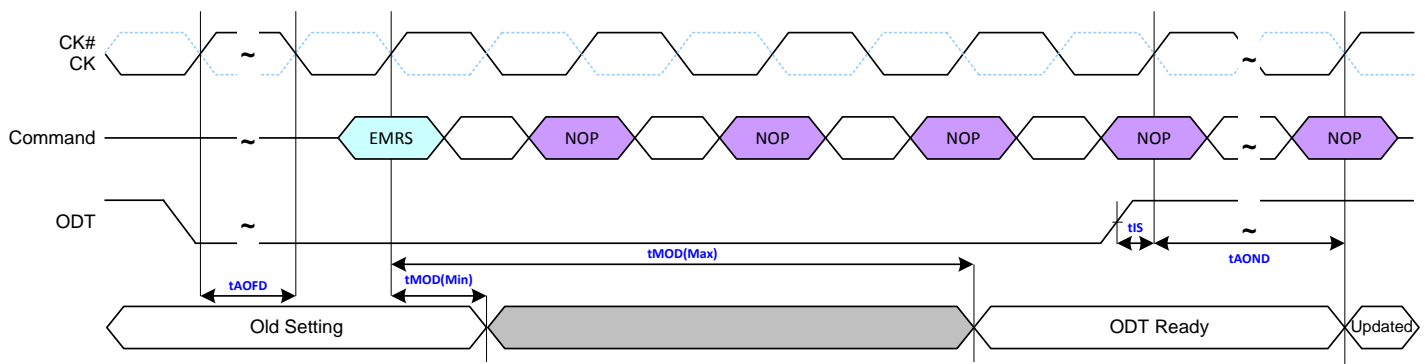 CK#
CK
~
~
Command
~
EMRS
NOP
NOP
NOP
NOP
~
NOP
ODT
~
tIS
~
tAOND
tMOD(Max)
tAOFD
tMOD(Min)
Old Setting
ODT Ready
Updated